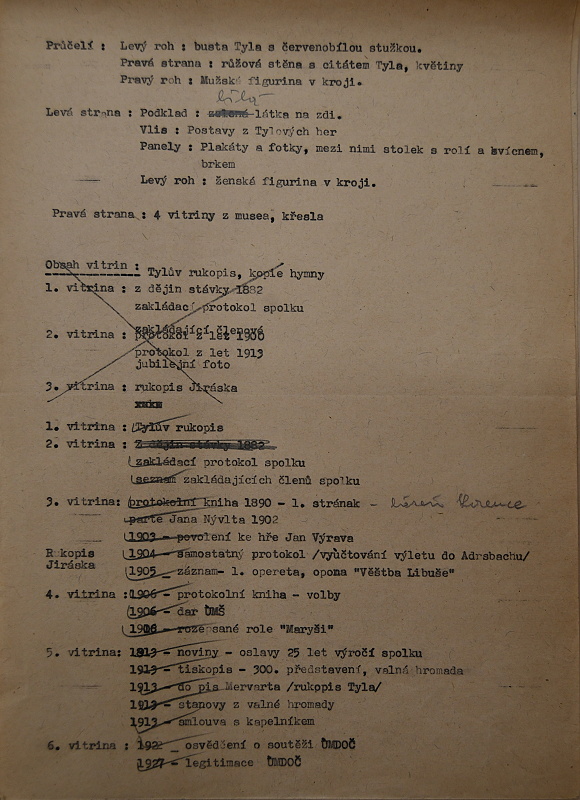 Průčelí : Levý roh : busta Tyla s červenobílou stužkou.
Pravá strana : růžová stěna s citátem Tyla, květiny
Pravý roh : Mužská figurina v kroji.
bílá
Levá strana : Podklad : zelená látka na zdi.
Vlis : Postavy z Tylových her
Panely : Plakáty a fotky, mezi nimi stolek s rolí a svícnem,
brkem
Levý roh : ženská figurina v kroji.
Pravá strana : 4 vitriny z musea, křesla
Obsah vitrin :
Tylův rukopis, kopie hymny
1. vitrina : z dějin stávky 1882
zakládací protokol spolku
zakládající členové
2. vitrina : protokol z let 1900
protokol z let 1913
jubilejní foto
3. vitrina : rukopis Jiráska
1. vitrina : Tylův rukopis
2. vitrina : Z dějin stávky 1882
zakládací protokol spolku
seznam zakládajících členů spolku
3. vitrina: protokolní kniha 1890 - 1. strának -
parte Jana Nývlta 1902
1903 - povolení ke hře Jan Výrava
R kopis 1904 - samostatný protokol /vyúčtování výletu do Adrsbachu/
Jiráska
1905 _ záznam- 1. opereta, opona "Věštba Libuše"
4. vitrina :1906 - protokolní kniha - volby
1906 - dar ÚMŠ
1908 - rozepsané role "Maryši"
5. vitrina: 1913 - noviny - oslavy 25 let výročí spolku
1913 - tiskopis - 300. představení, valná hromada
1913 - do pis Mervarta /rukopis Tyla/
1913 - stanovy z valné hromady
1913 - smlouva s kapelníkem
6. vitrina : 192 _ osvědčení o soutěži ÚMDOČ
1927 - legitimace ÚMDOČ